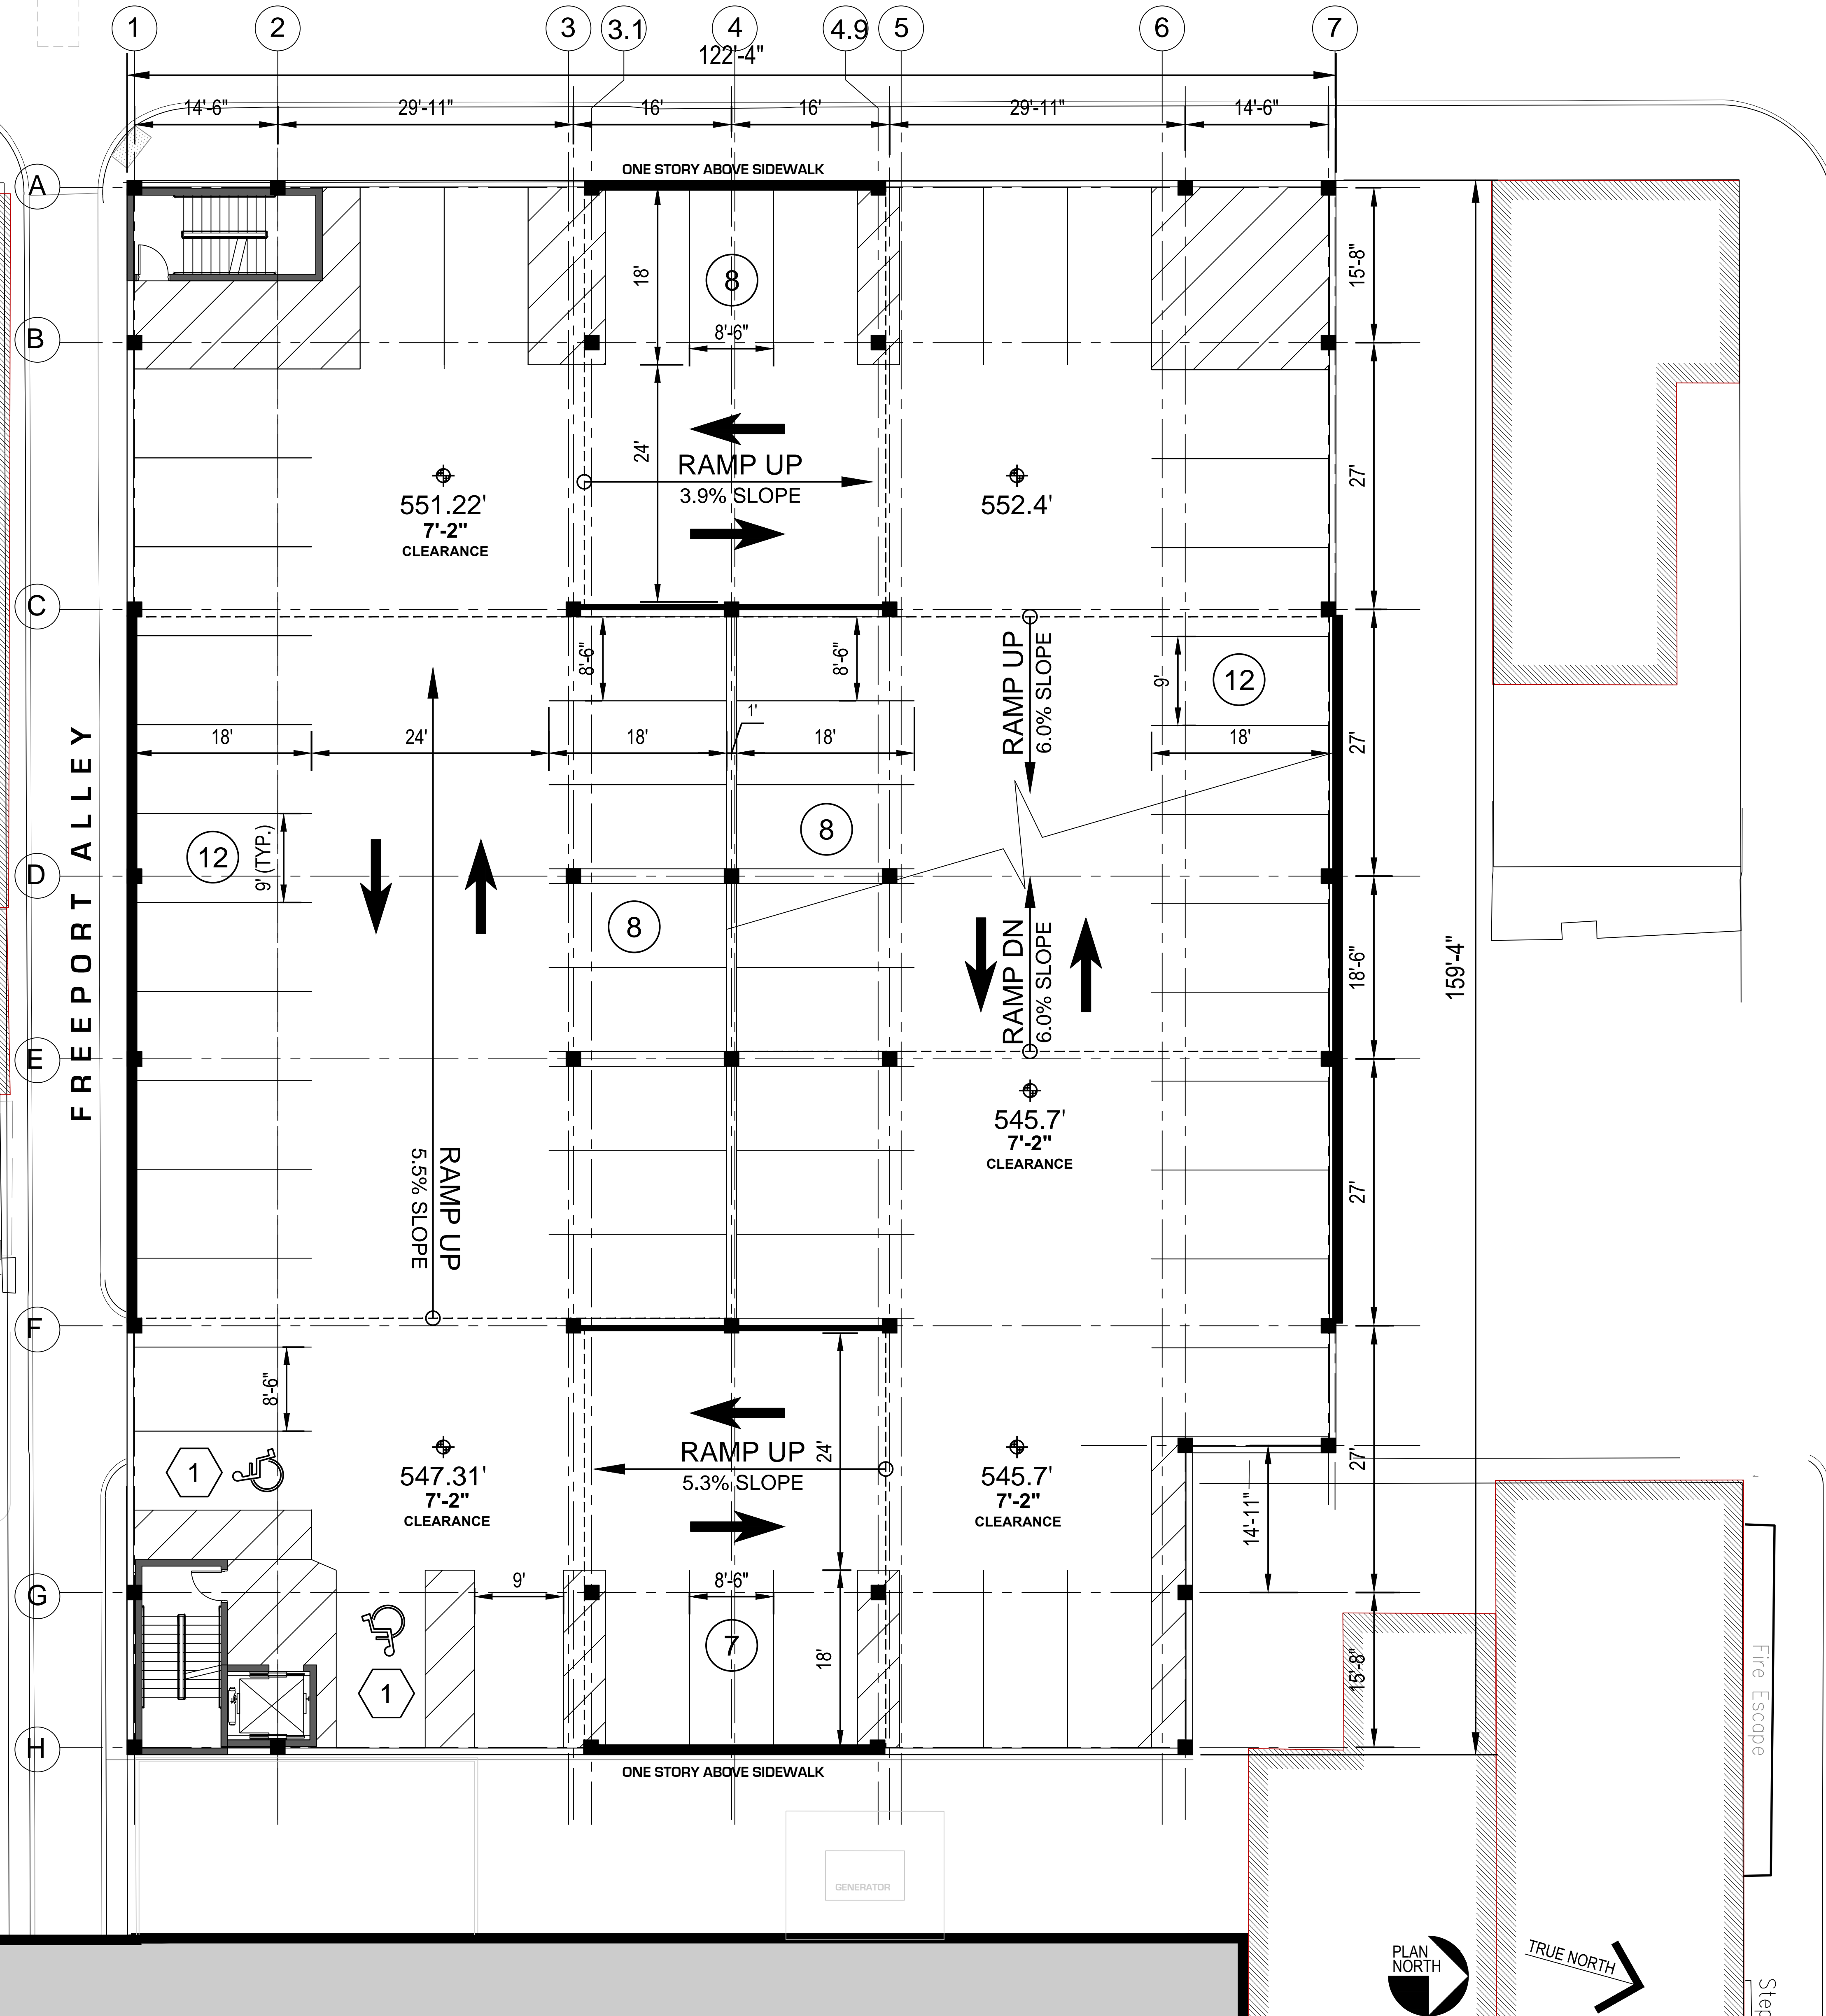 1
2
3
3.1
4
4.9
5
6
7
122'-4"
14'-6"
29'-11"
16'
16'
29'-11"
14'-6"
A
ONE STORY ABOVE SIDEWALK
18'
8
15'-8"
B
8'-6"
24'
RAMP UP
3.9% SLOPE
551.22'
7'-2"
CLEARANCE
552.4'
27'
C
8'-6"
8'-6"
RAMP UP
6.0% SLOPE
9'
12
1'
18'
24'
18'
18'
18'
27'
FREEPORT ALLEY
12
9' (TYP.)
8
D
8
RAMP DN
6.0% SLOPE
18'-6"
159'-4"
E
545.7'
7'-2"
CLEARANCE
RAMP UP
5.5% SLOPE
27'
F
8'-6"
1
547.31'
7'-2"
CLEARANCE
RAMP UP
5.3% SLOPE
24'
545.7'
7'-2"
CLEARANCE
27'
14'-11"
G
9'
8'-6"
7
18'
1
15'-8"
Fire Escape
H
ONE STORY ABOVE SIDEWALK
GENERATOR
PLAN
NORTH
TRUE NORTH